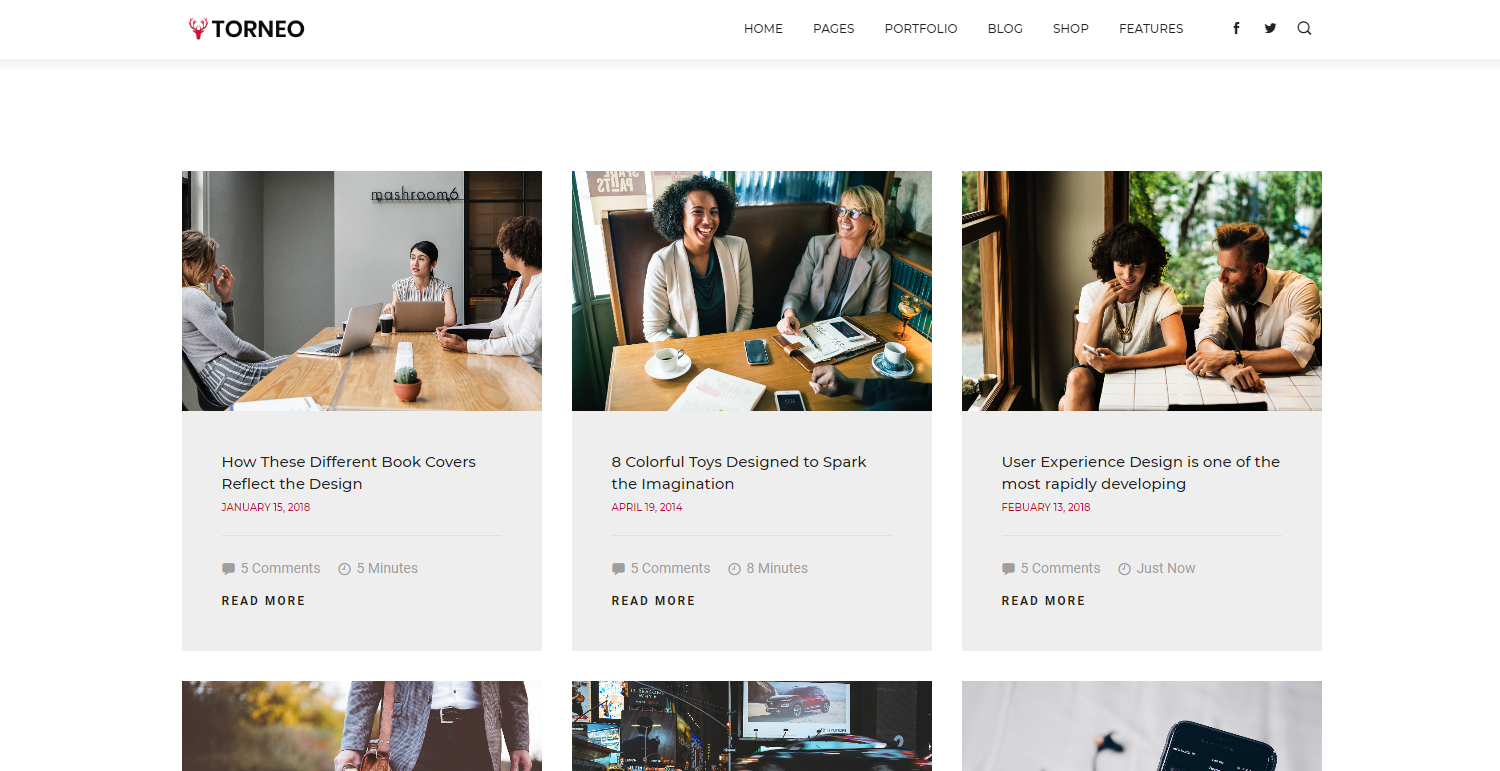 TORNEO
HOME PAGES PORTFOLIO BLOG SHOP FEATURES
mashroom6
How These Different Book Covers
Reflect the Design
JANUARY 15, 2018
5 Comments 5 Minutes
READ MORE
8 Colorful Toys Designed to Spark
the Imagination
APRIL 19, 2014
5 Comments 8 Minutes
READ MORE
User Experience Design is one of the
most rapidly developing
FEBUARY 13, 2018
5 Comments Just Now
READ MORE
HYUNDAI